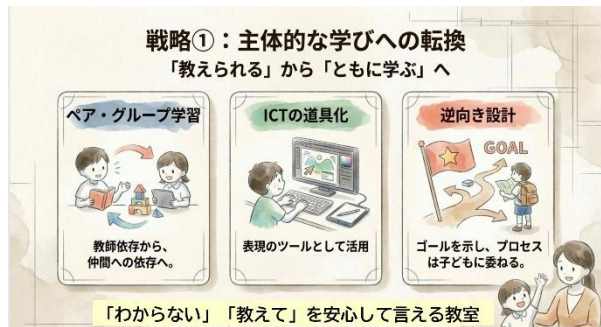 戦略①：主体的な学びへの転換
「教えられる」から「ともに学ぶ」へ
ペア・グループ学習
教師依存から、
仲間への依存へ。
ICTの道具化
表現のツールとして活用
逆向き設計
GOAL
ゴールを示し、プロセス
は子どもに委ねる。
「わからない」「教えて」を安心して言える教室